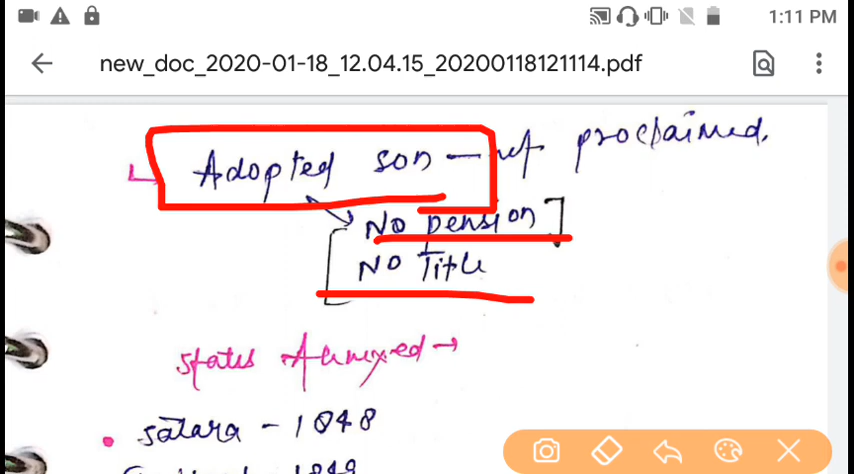 1:11 PM
new_doc_2020-01-18_12.04.15_20200118121114.pdf
Adopted son — not proclaimed.
No pension]
[NO Title
states Annexed →
• satara - 1848
1849